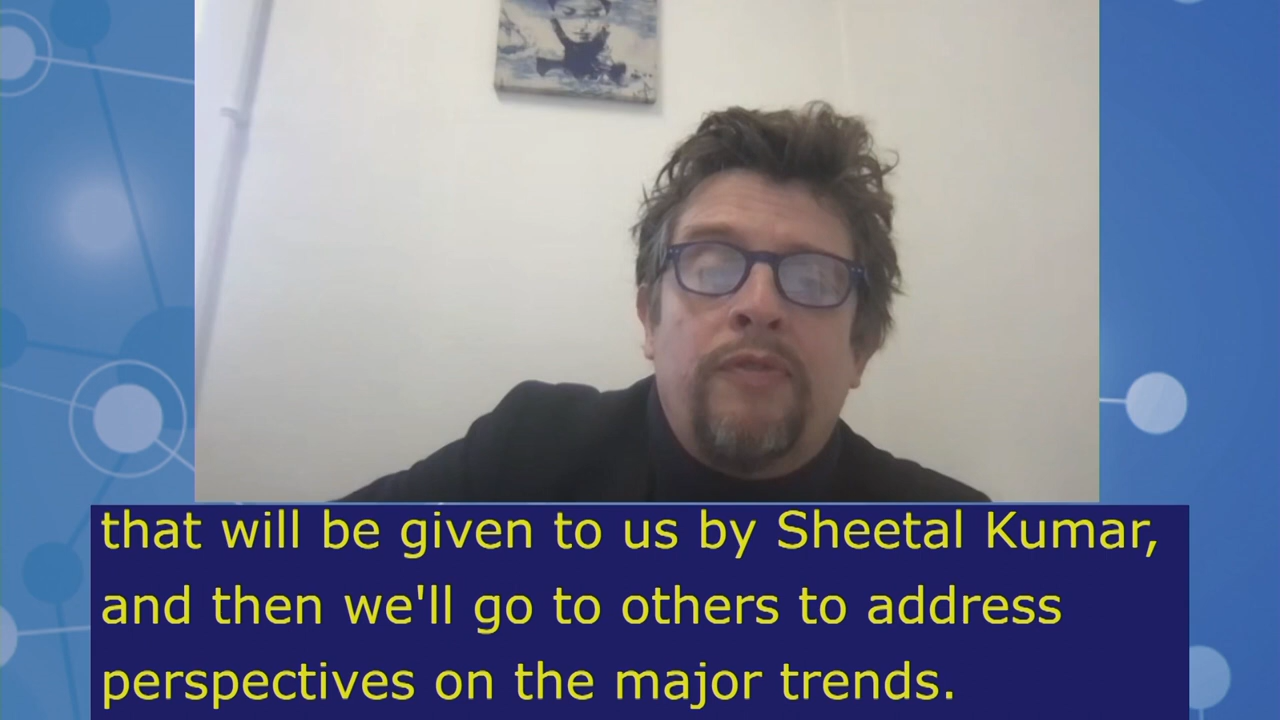 that will be given to us by Sheetal Kumar,
and then we'll go to others to address
perspectives on the major trends.